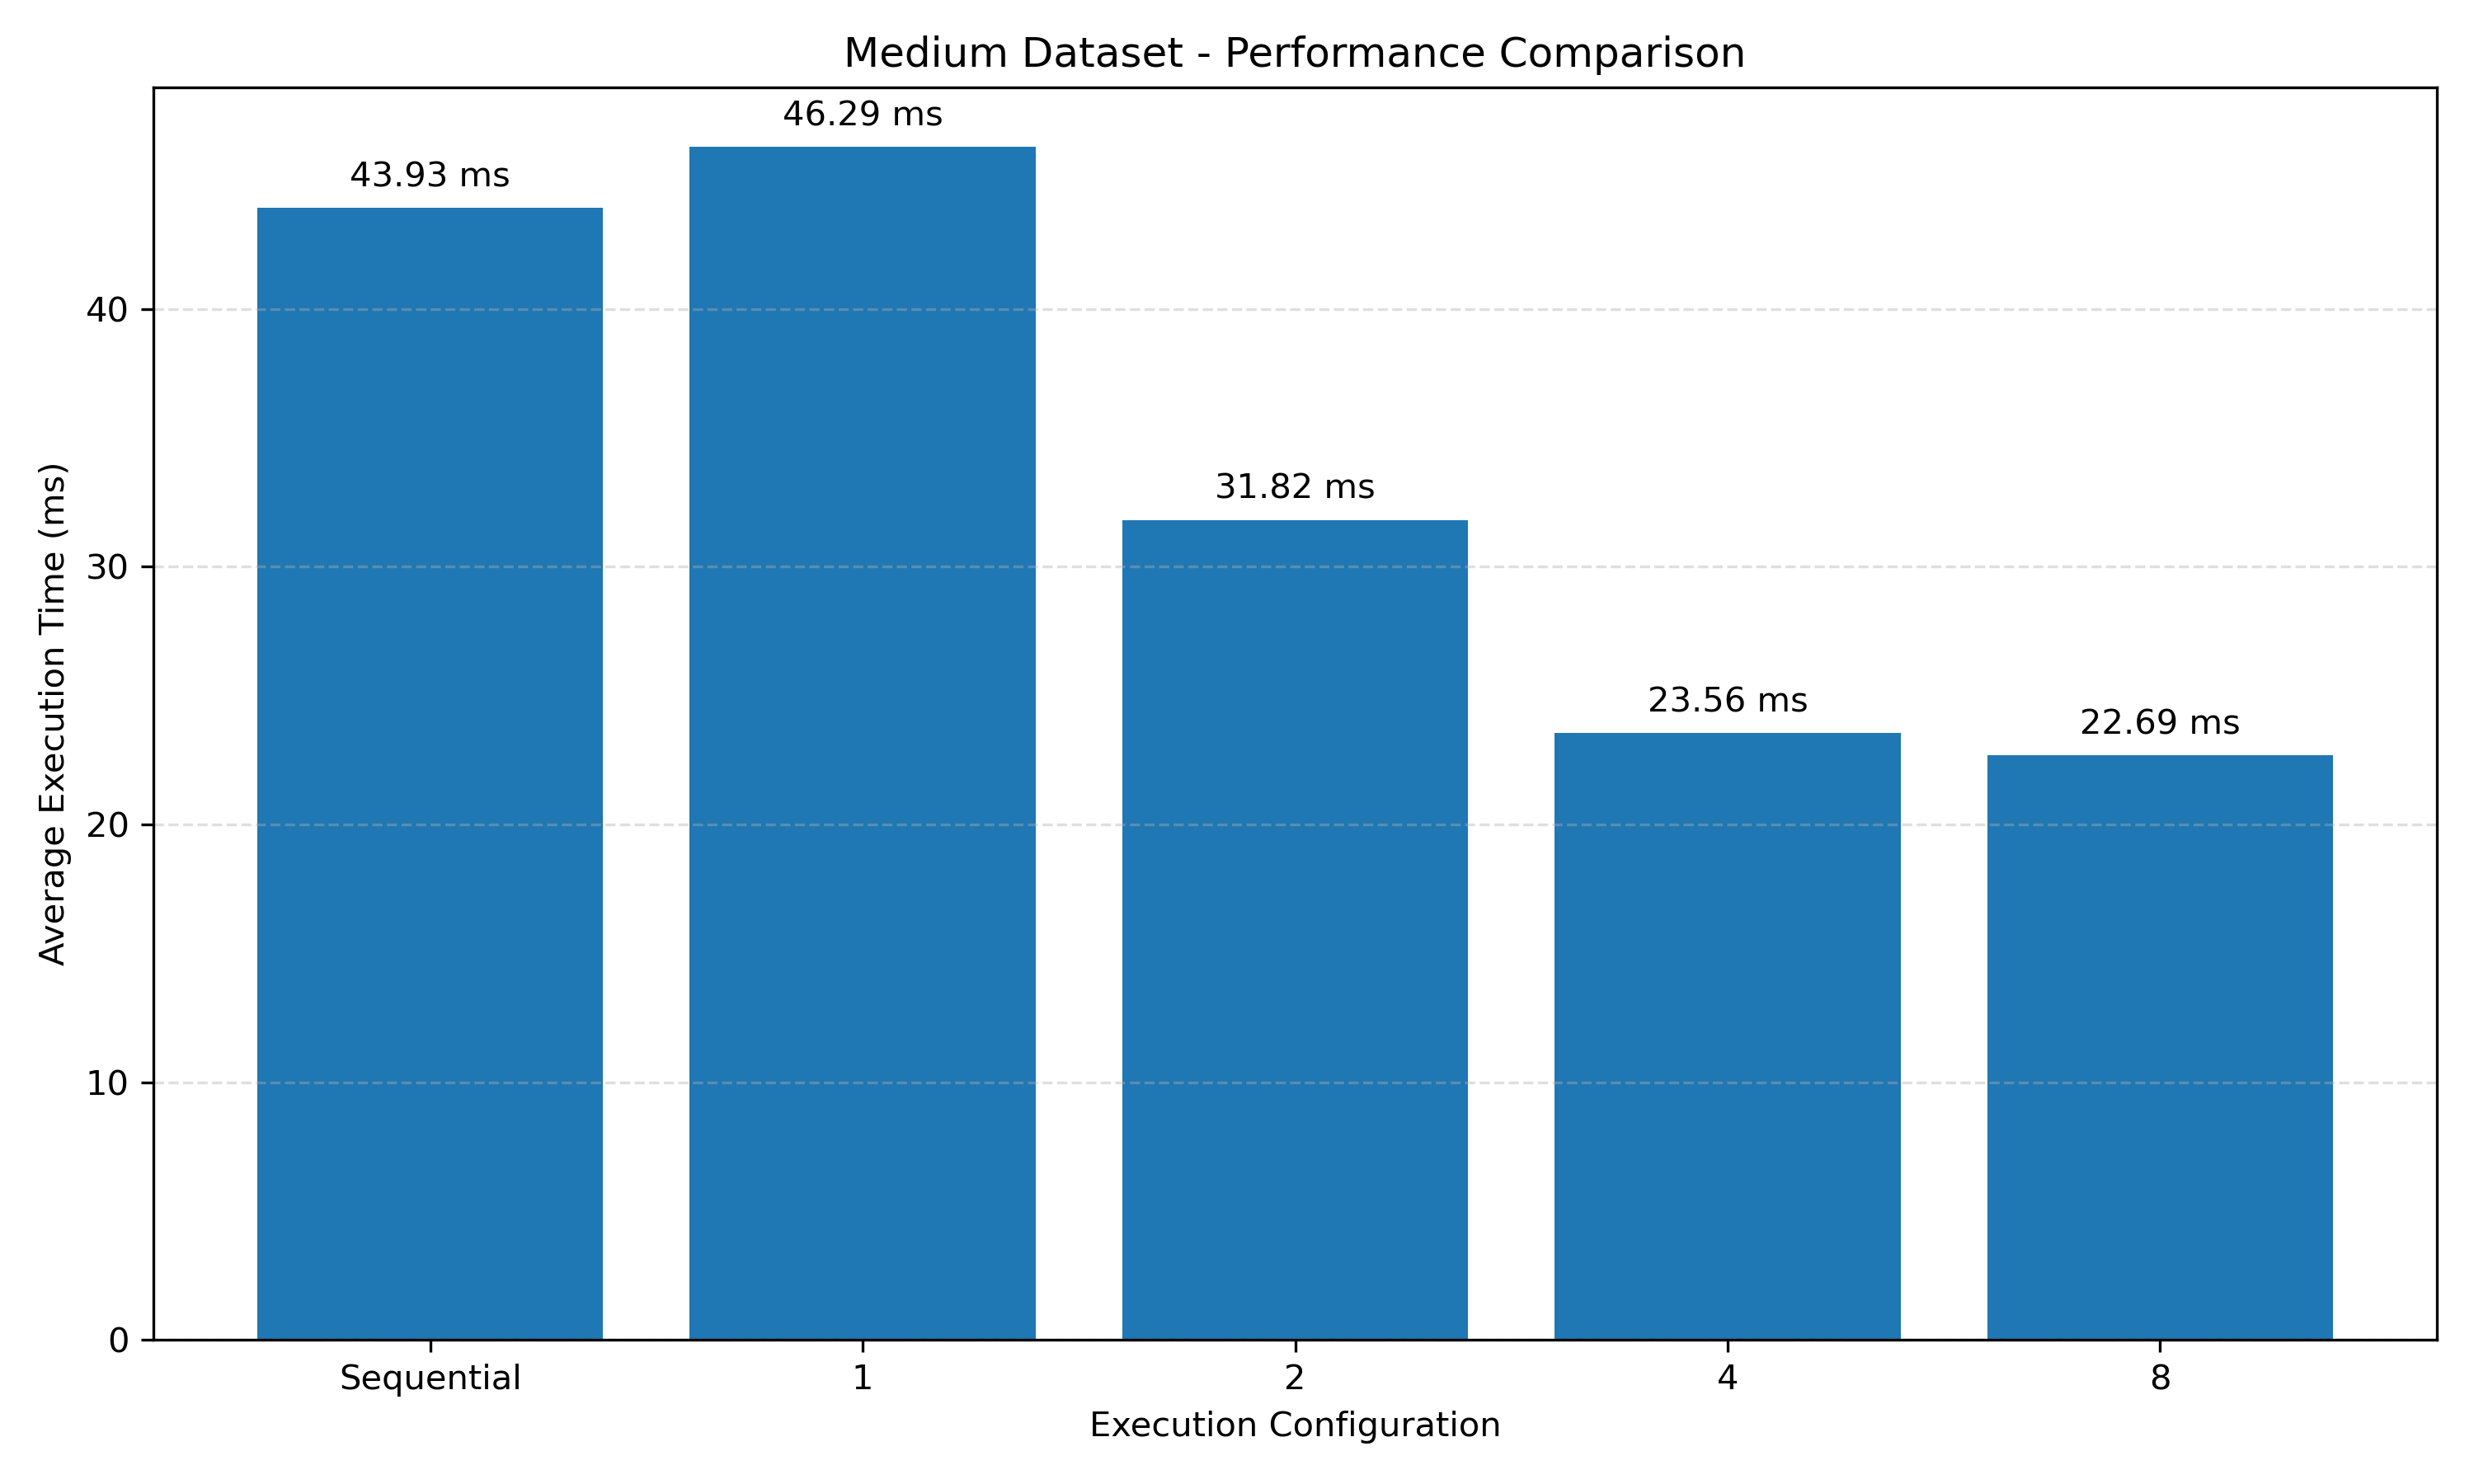 Medium Dataset - Performance Comparison
46.29 ms
43.93 ms
31.82 ms
23.56 ms
22.69 ms
Average Execution Time (ms)
40
30
20
10
0
Sequential 1 2 4 8
Execution Configuration